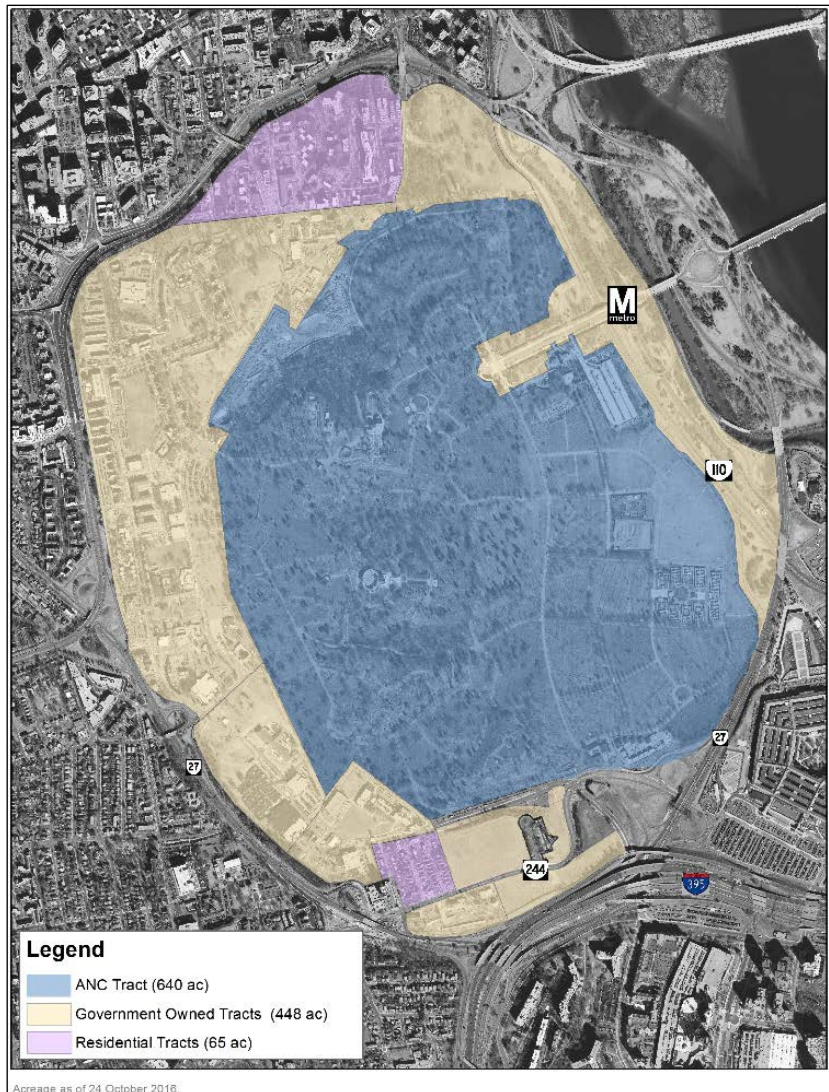 M
metro
110
27
27
244
395
Legend
ANC Tract (640 ac)
Government Owned Tracts (448 ac)
Residential Tracts (65 ac)
Acreage as of 24 October 2016.